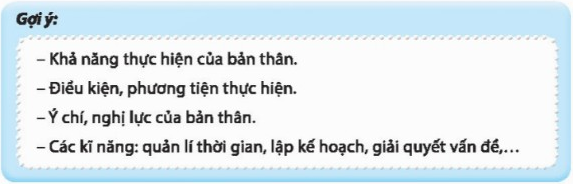 Gợi ý:
– Khả năng thực hiện của bản thân.
– Điều kiện, phương tiện thực hiện.
– Ý chí, nghị lực của bản thân.
– Các kĩ năng: quản lí thời gian, lập kế hoạch, giải quyết vấn đề,...